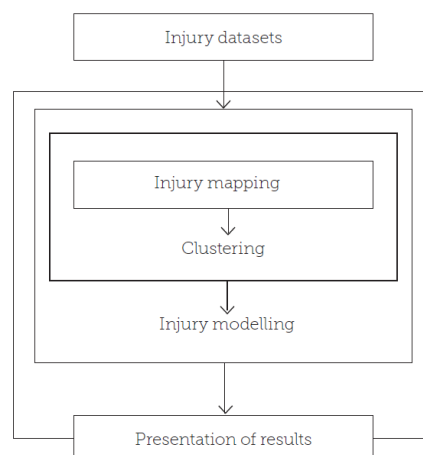 Injury datasets
Injury mapping
Clustering
Injury modelling
Presentation of results